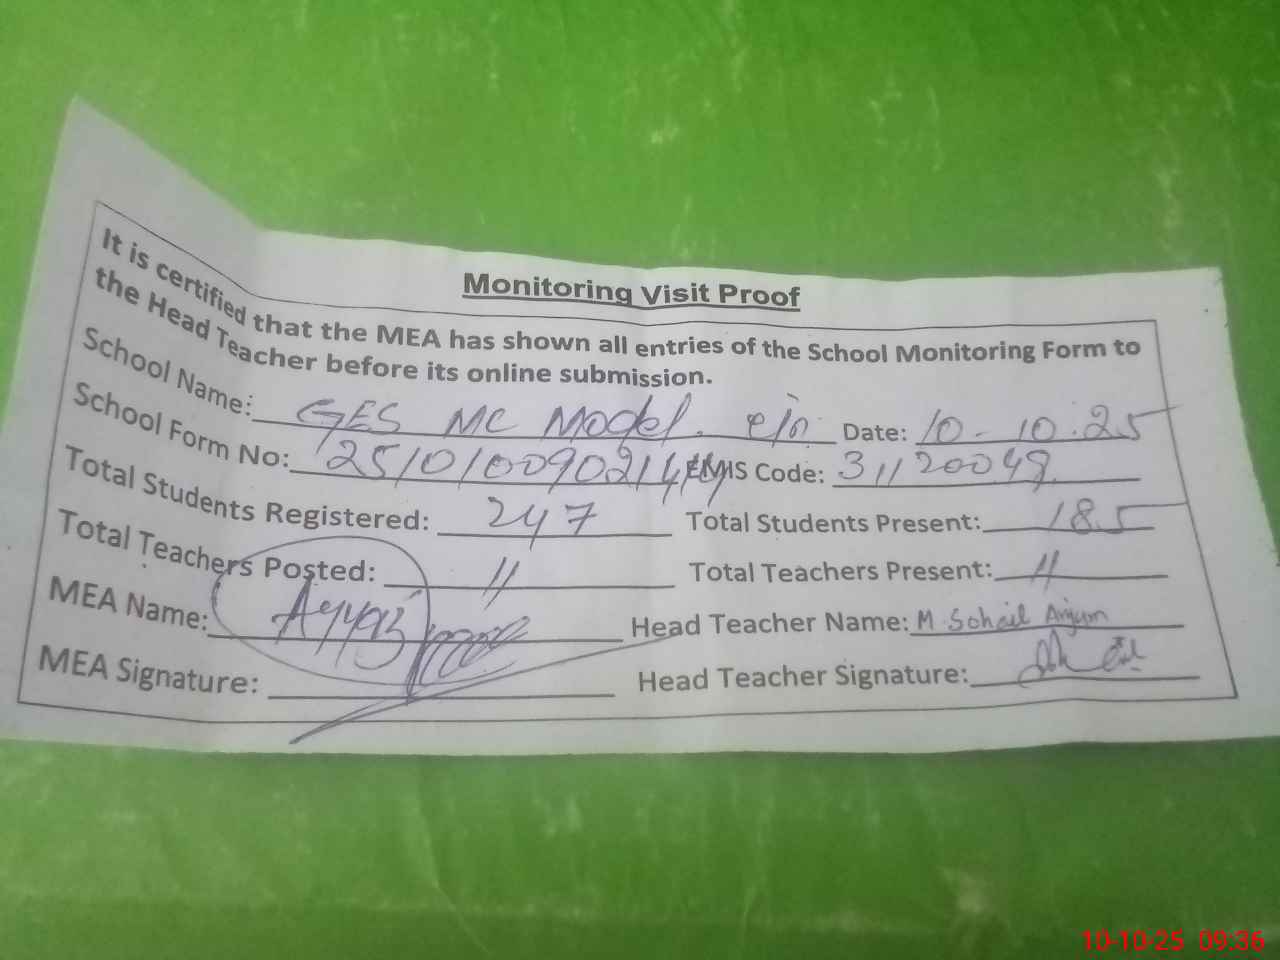 Monitoring Visit Proof
It is certified that the MEA has shown all entries of the School Monitoring Form to
the Head Teacher before its online submission.
School Name: GES MC Model. Date: 10-10.25
School Form No: EMIS Code: 31120049
Total Students Registered: 247 Total Students Present: 185
Total Teachers Posted: 11 Total Teachers Present: 11
MEA Name: Head Teacher Name: M Sohail Anjum
MEA Signature: Head Teacher Signature:
10-10-25 09:36